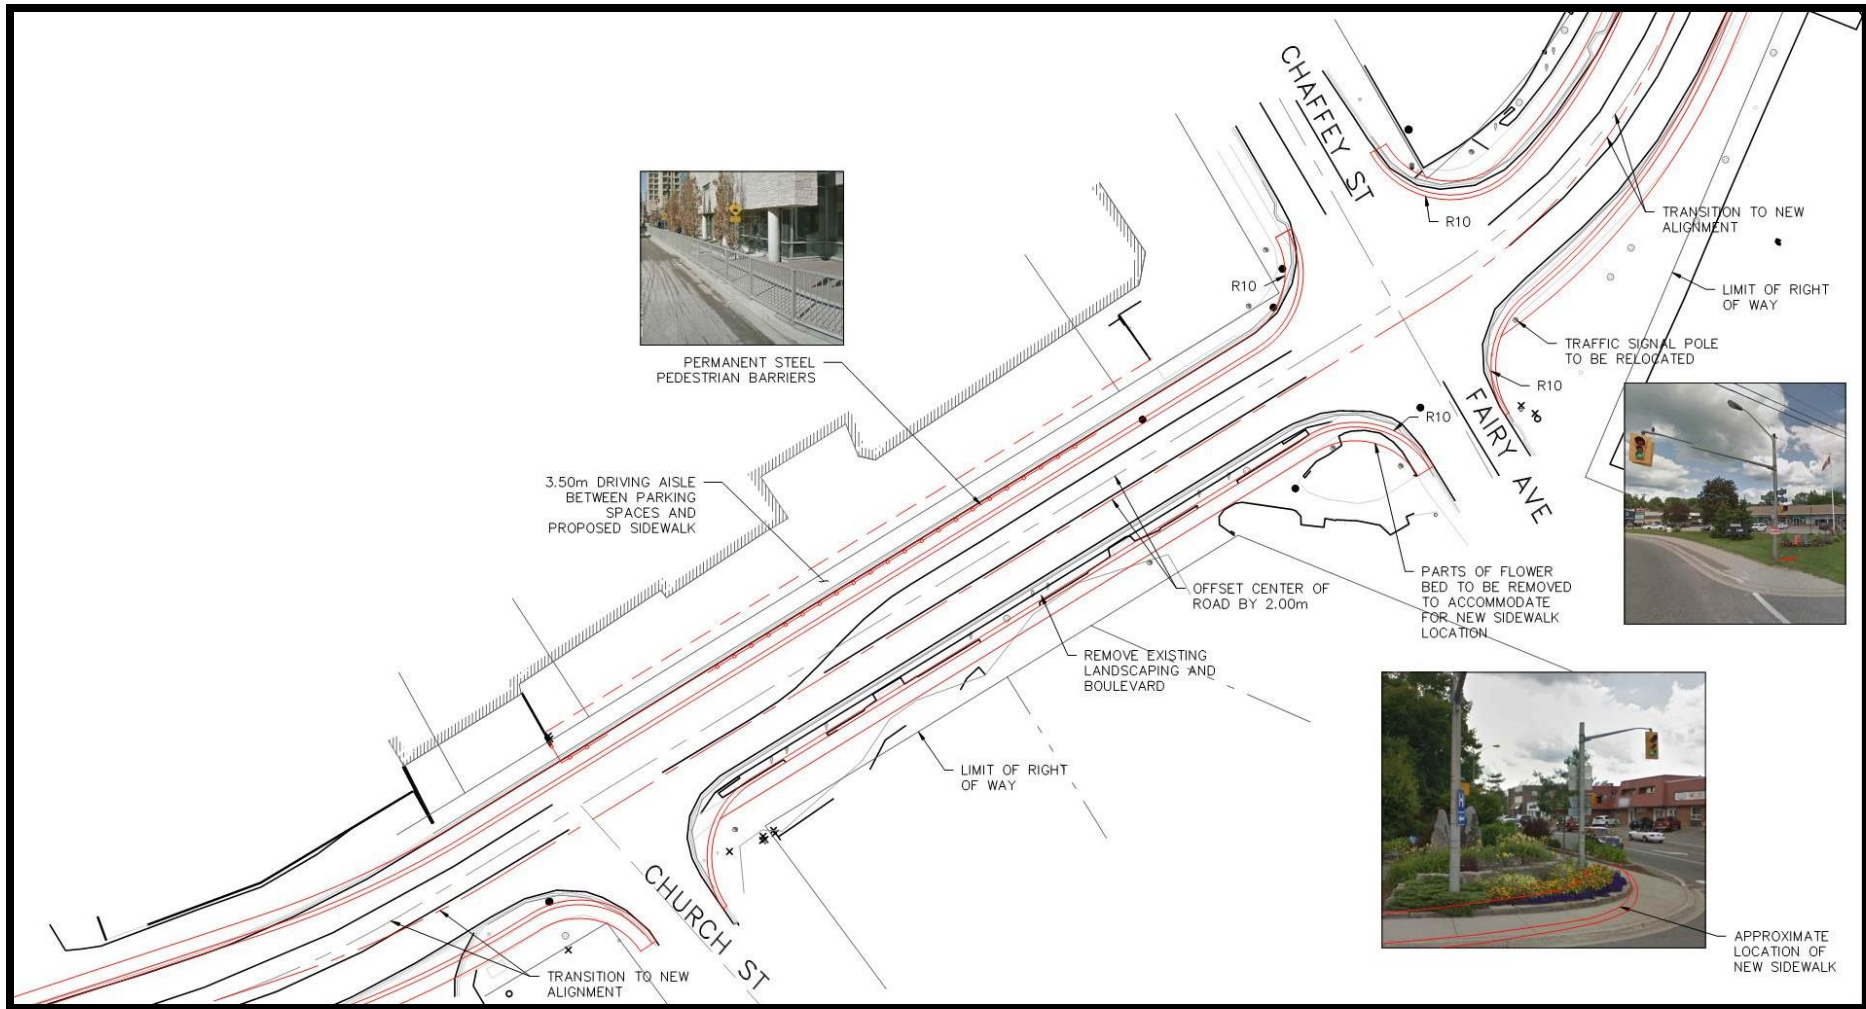 CHAFFEY ST
R10
TRANSITION TO NEW
ALIGNMENT
R10
LIMIT OF RIGHT
OF WAY
TRAFFIC SIGNAL POLE
TO BE RELOCATED
R10
PERMANENT STEEL
PEDESTRIAN BARRIERS
R10
FAIRY AVE
3.50m DRIVING AISLE
BETWEEN PARKING
SPACES AND
PROPOSED SIDEWALK
OFFSET CENTER OF
ROAD BY 2.00m
PARTS OF FLOWER
BED TO BE REMOVED
TO ACCOMMODATE
FOR NEW SIDEWALK
LOCATION
REMOVE EXISTING
LANDSCAPING AND
BOULEVARD
LIMIT OF RIGHT
OF WAY
H
CHURCH ST
APPROXIMATE
LOCATION OF
NEW SIDEWALK
TRANSITION TO NEW
ALIGNMENT